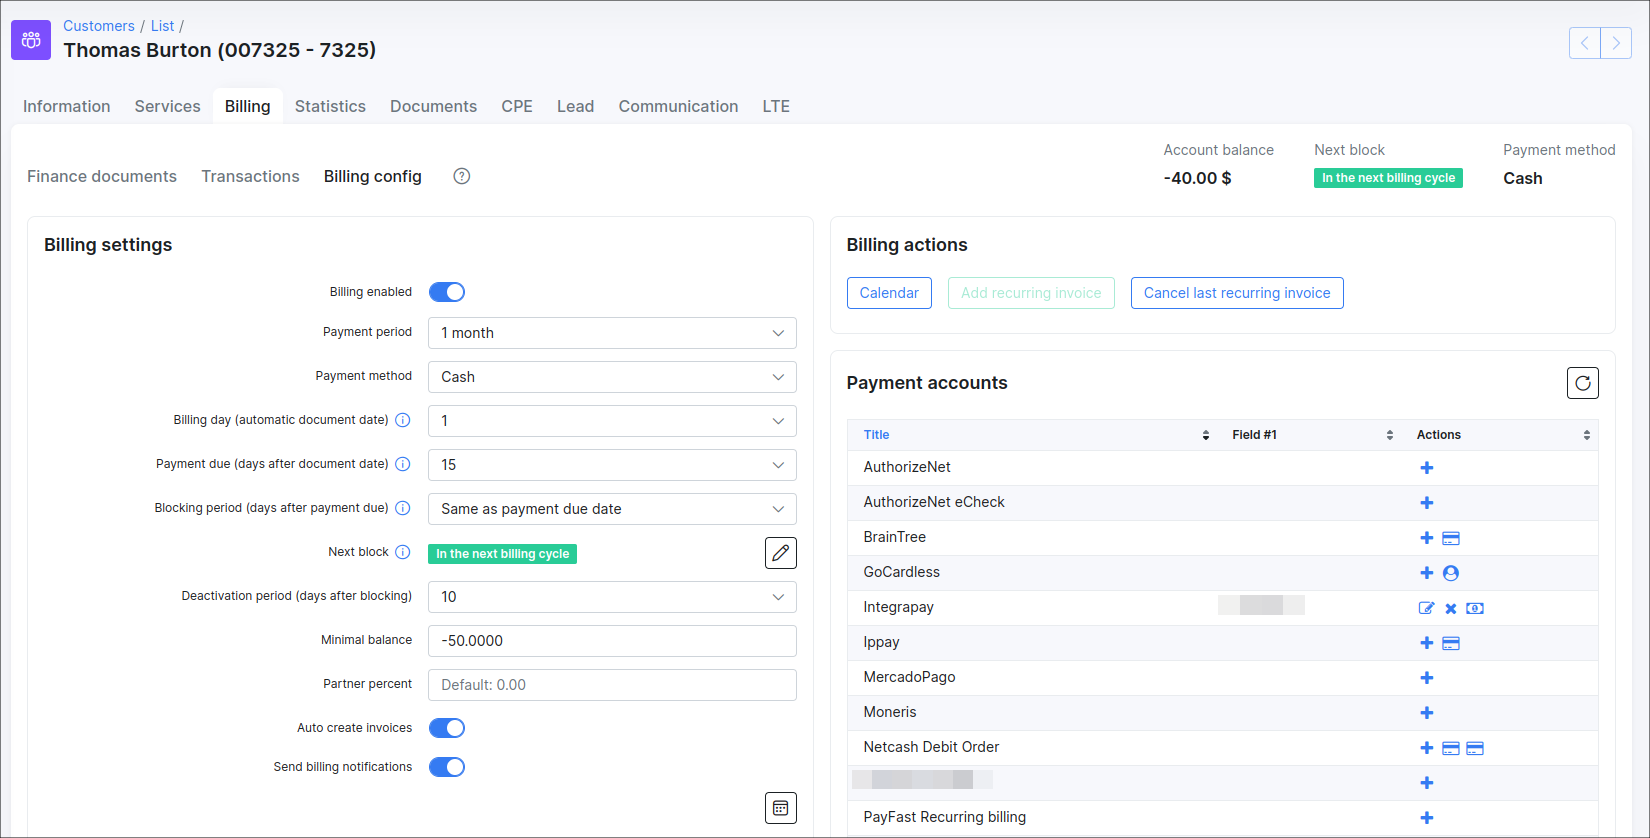 Customers / List /
Thomas Burton (007325 - 7325)
Information Services Billing Statistics Documents CPE Lead Communication LTE
Finance documents Transactions Billing config ?
Account balance
-40.00 $
Next block
In the next billing cycle
Payment method
Cash
Billing settings
Billing enabled
Payment period 1 month
Payment method Cash
Billing day (automatic document date) i 1
Payment due (days after document date) i 15
Blocking period (days after payment due) i Same as payment due date
Next block i In the next billing cycle
Deactivation period (days after blocking) 10
Minimal balance -50.0000
Partner percent Default: 0.00
Auto create invoices
Send billing notifications
Billing actions
Calendar Add recurring invoice Cancel last recurring invoice
Payment accounts
Title Field #1 Actions
AuthorizeNet
AuthorizeNet eCheck
BrainTree
GoCardless
Integrapay
Ippay
MercadoPago
Moneris
Netcash Debit Order
PayFast Recurring billing